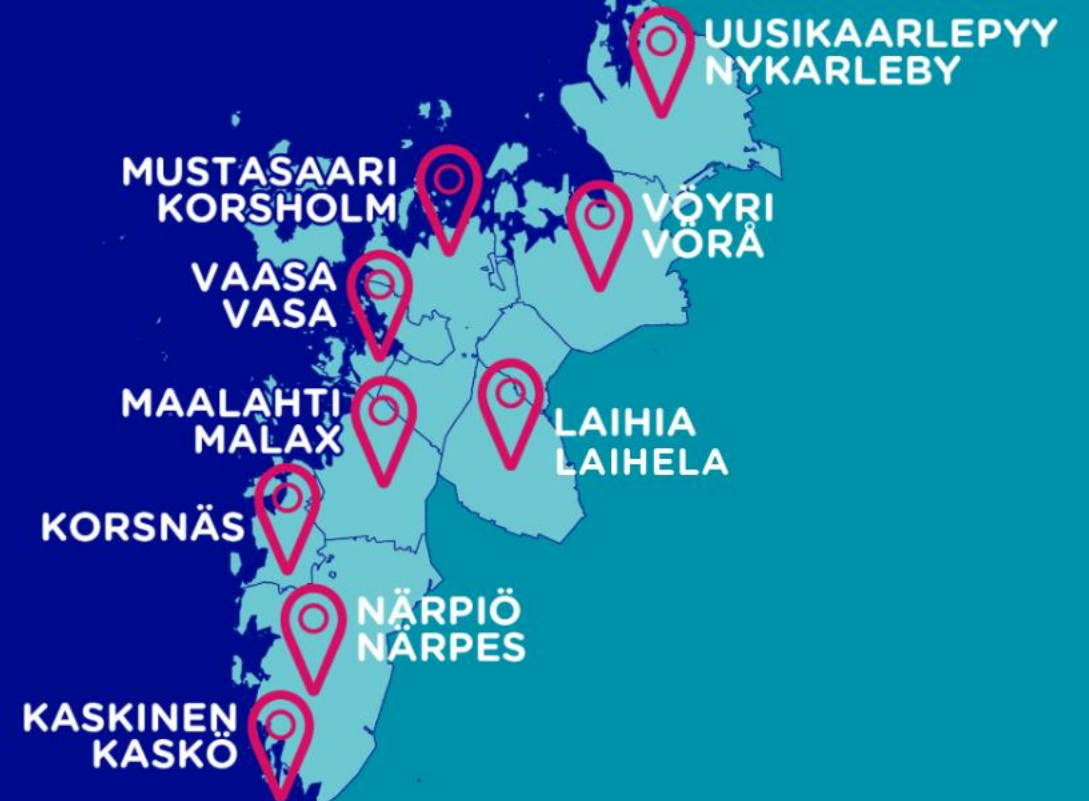 UUSIKAARLEPYY
NYKARLEBY
MUSTASAARI
KORSHOLM
VÖYRI
VÖRÅ
VAASA
VASA
MAALAHTI
MALAX
LAIHIA
LAIHELA
KORSNÄS
NÄRPIÖ
NÄRPES
KASKINEN
KASKÖ